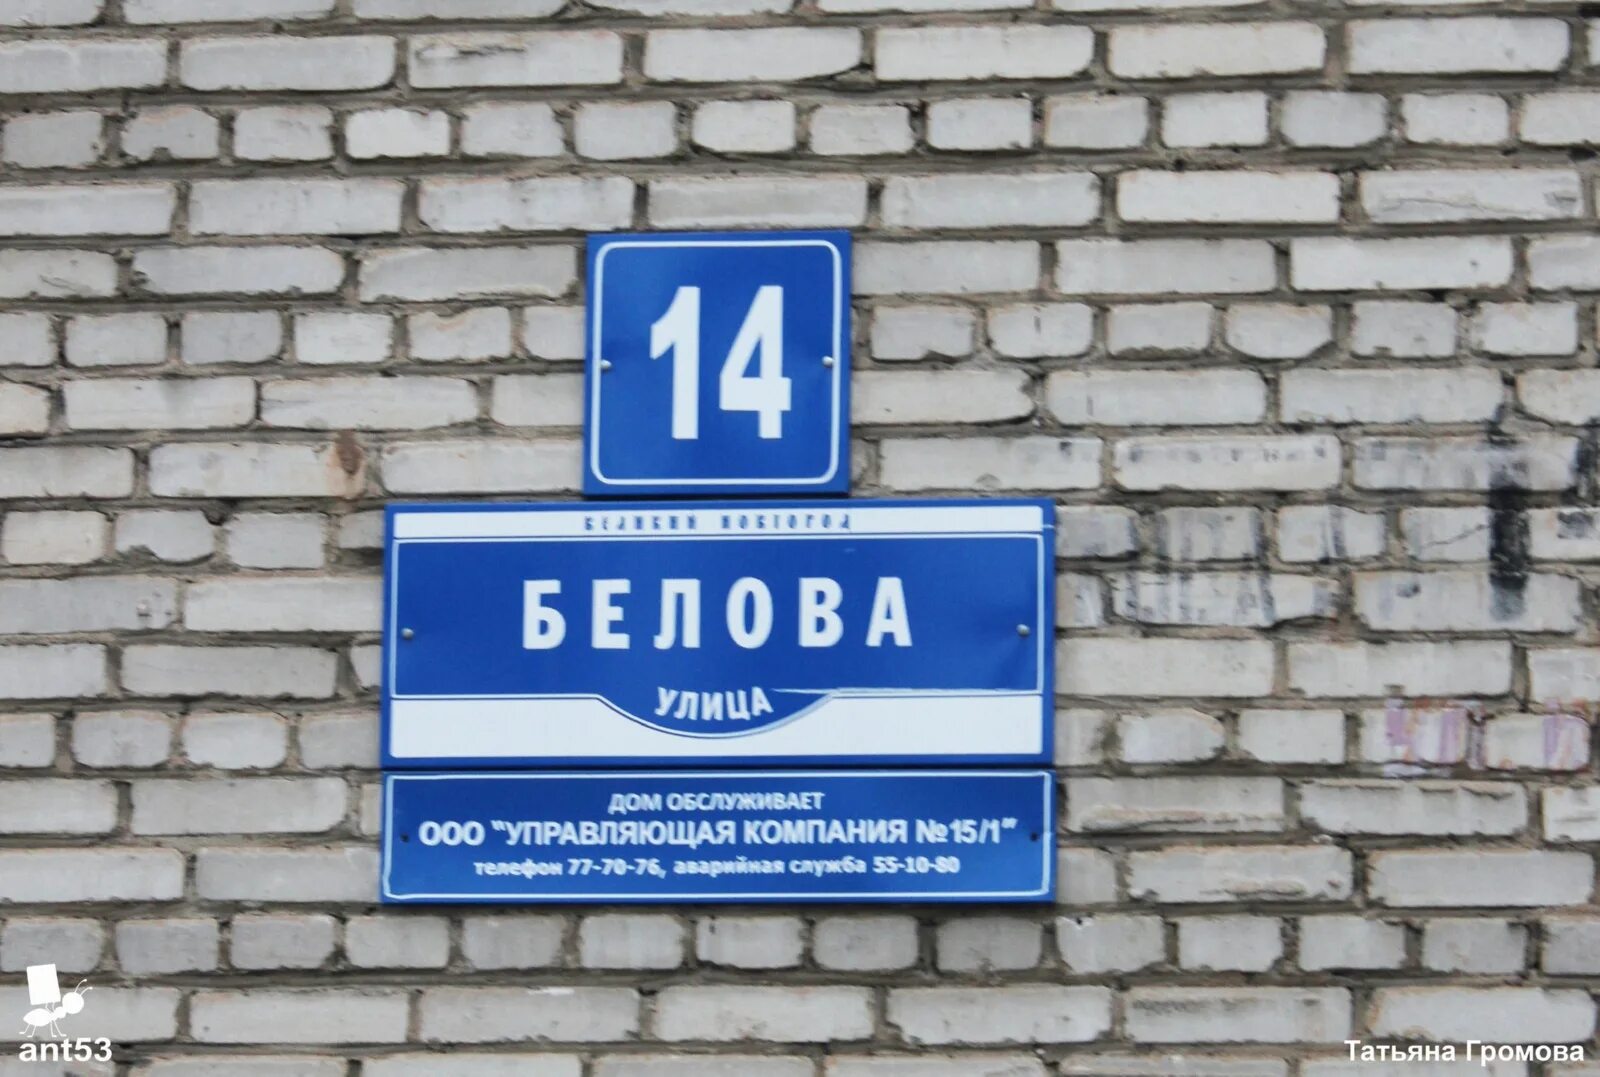 14
ВЕЛИКИЙ НОВГОРОД
БЕЛОВА
УЛИЦА
ДОМ ОБСЛУЖИВАЕТ
ООО "УПРАВЛЯЮЩАЯ КОМПАНИЯ №15/1"
телефон 77-70-76, аварийная служба 55-10-80
ant53
Татьяна Громова